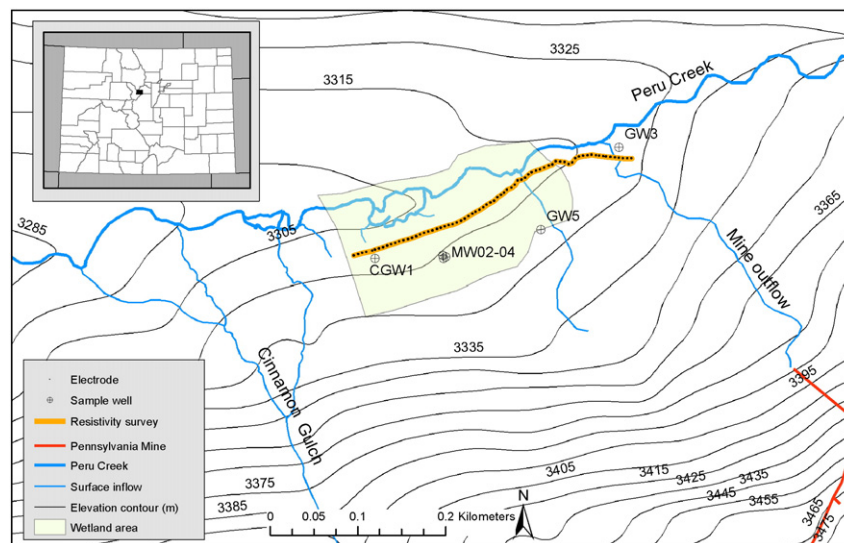 3325
3315
Peru Creek
GW3
3365
3285
3305
GW5
MW02-04
CGW1
Mine outflow
3335
3395
Cinnamon Gulch
3375
3385
3405
3415
3425
3435
3445
3455
3465
3475
Electrode
Sample well
Resistivity survey
Pennsylvania Mine
Peru Creek
Surface inflow
Elevation contour (m)
Wetland area
0 0.05 0.1 0.2 Kilometers
N